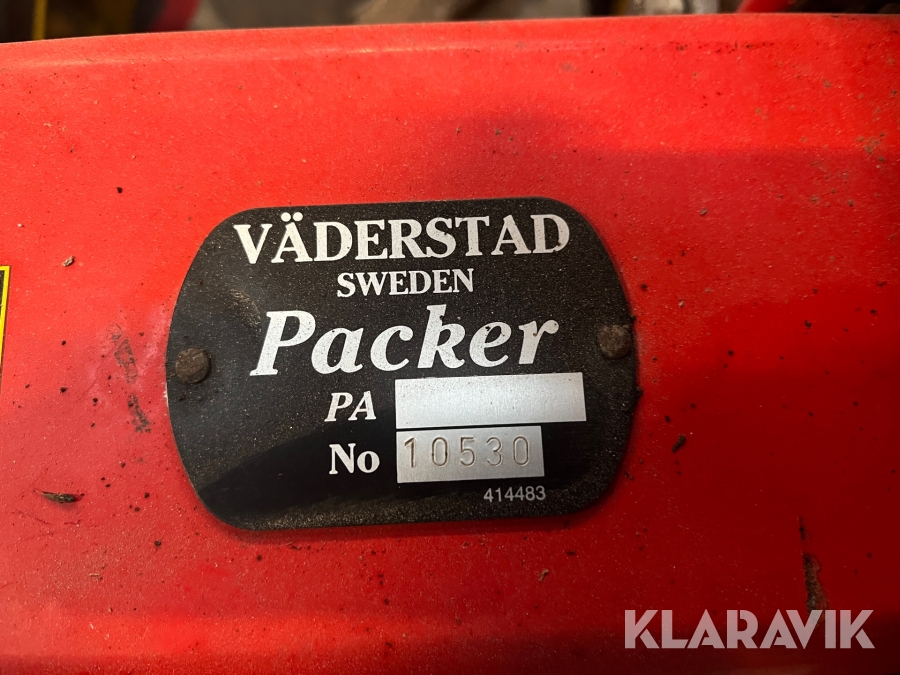 VÄDERSTAD
SWEDEN
Packer
PA
No 10530
414483
KLARAVIK